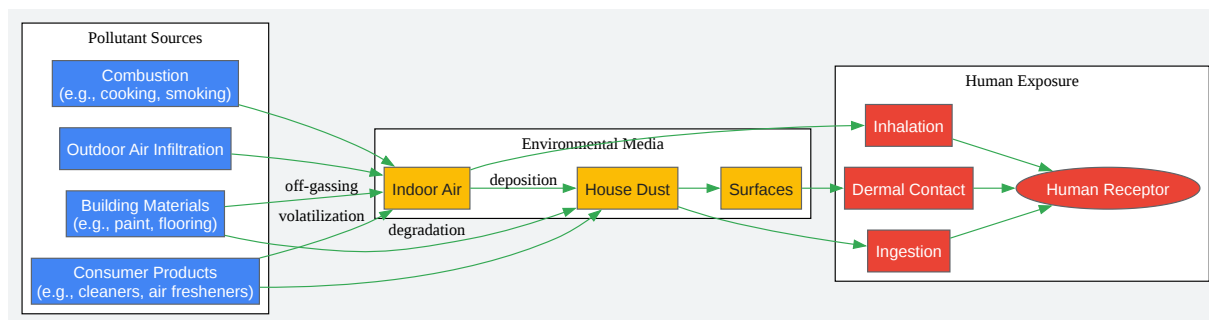 Pollutant Sources
Combustion
(e.g., cooking, smoking)
Outdoor Air Infiltration
Building Materials
(e.g., paint, flooring)
Consumer Products
(e.g., cleaners, air fresheners)
off-gassing
volatilization
degradation
Environmental Media
Indoor Air
deposition
House Dust
Surfaces
Human Exposure
Inhalation
Dermal Contact
Ingestion
Human Receptor